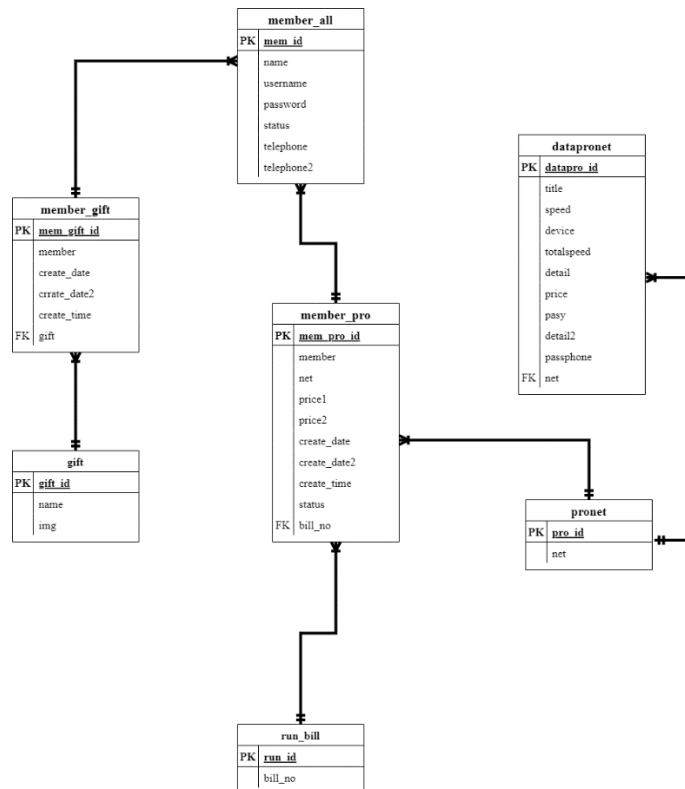 member_all
PK mem_id
name
username
password
status
telephone
telephone2
member_gift
PK mem_gift_id
member
create_date
crrate_date2
create_time
FK gift
gift
PK gift_id
name
img
member_pro
PK mem_pro_id
member
net
price1
price2
create_date
create_date2
create_time
status
FK bill_no
run_bill
PK run_id
bill_no
datapronet
PK datapro_id
title
speed
device
totalspeed
detail
price
pasy
detail2
passphone
FK net
pronet
PK pro_id
net